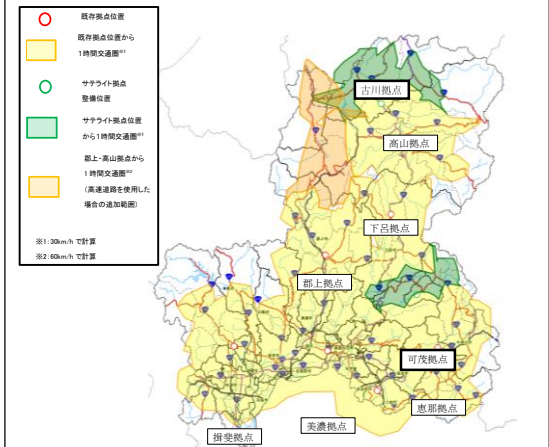 既存拠点位置
既存拠点位置から
1時間交通圏※1
サテライト拠点
整備位置
サテライト拠点位置
から1時間交通圏※1
郡上・高山拠点から
1時間交通圏※2
(高速道路を使用した
場合の追加範囲)
※1:30km/hで計算
※2:60km/hで計算
古川拠点
高山拠点
下呂拠点
郡上拠点
可茂拠点
恵那拠点
美濃拠点
揖斐拠点